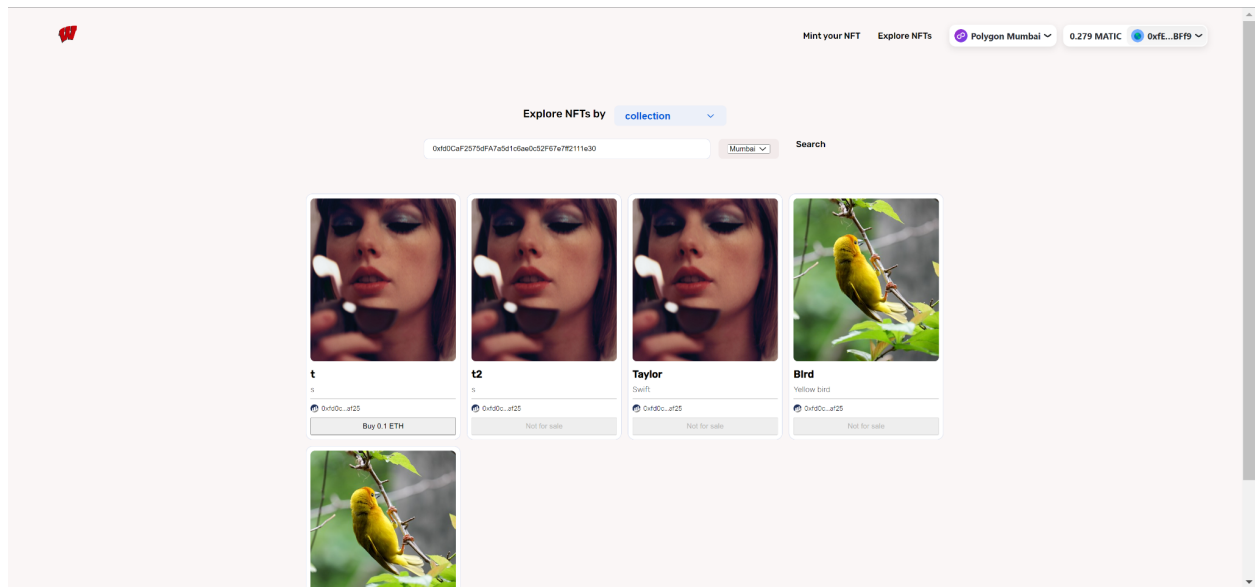 Mint your NFT Explore NFTs Polygon Mumbai 0.279 MATIC 0xfE...BFf9
Explore NFTs by collection
0xfd0CaF2575dFA7a5d1c6ae0c52F67e7ff2111e30 Mumbai Search
t
s
0xfd0c...af25
Buy 0.1 ETH
t2
s
0xfd0c...af25
Not for sale
Taylor
Swift
0xfd0c...af25
Not for sale
BIrd
Yellow bird
0xfd0c...af25
Not for sale